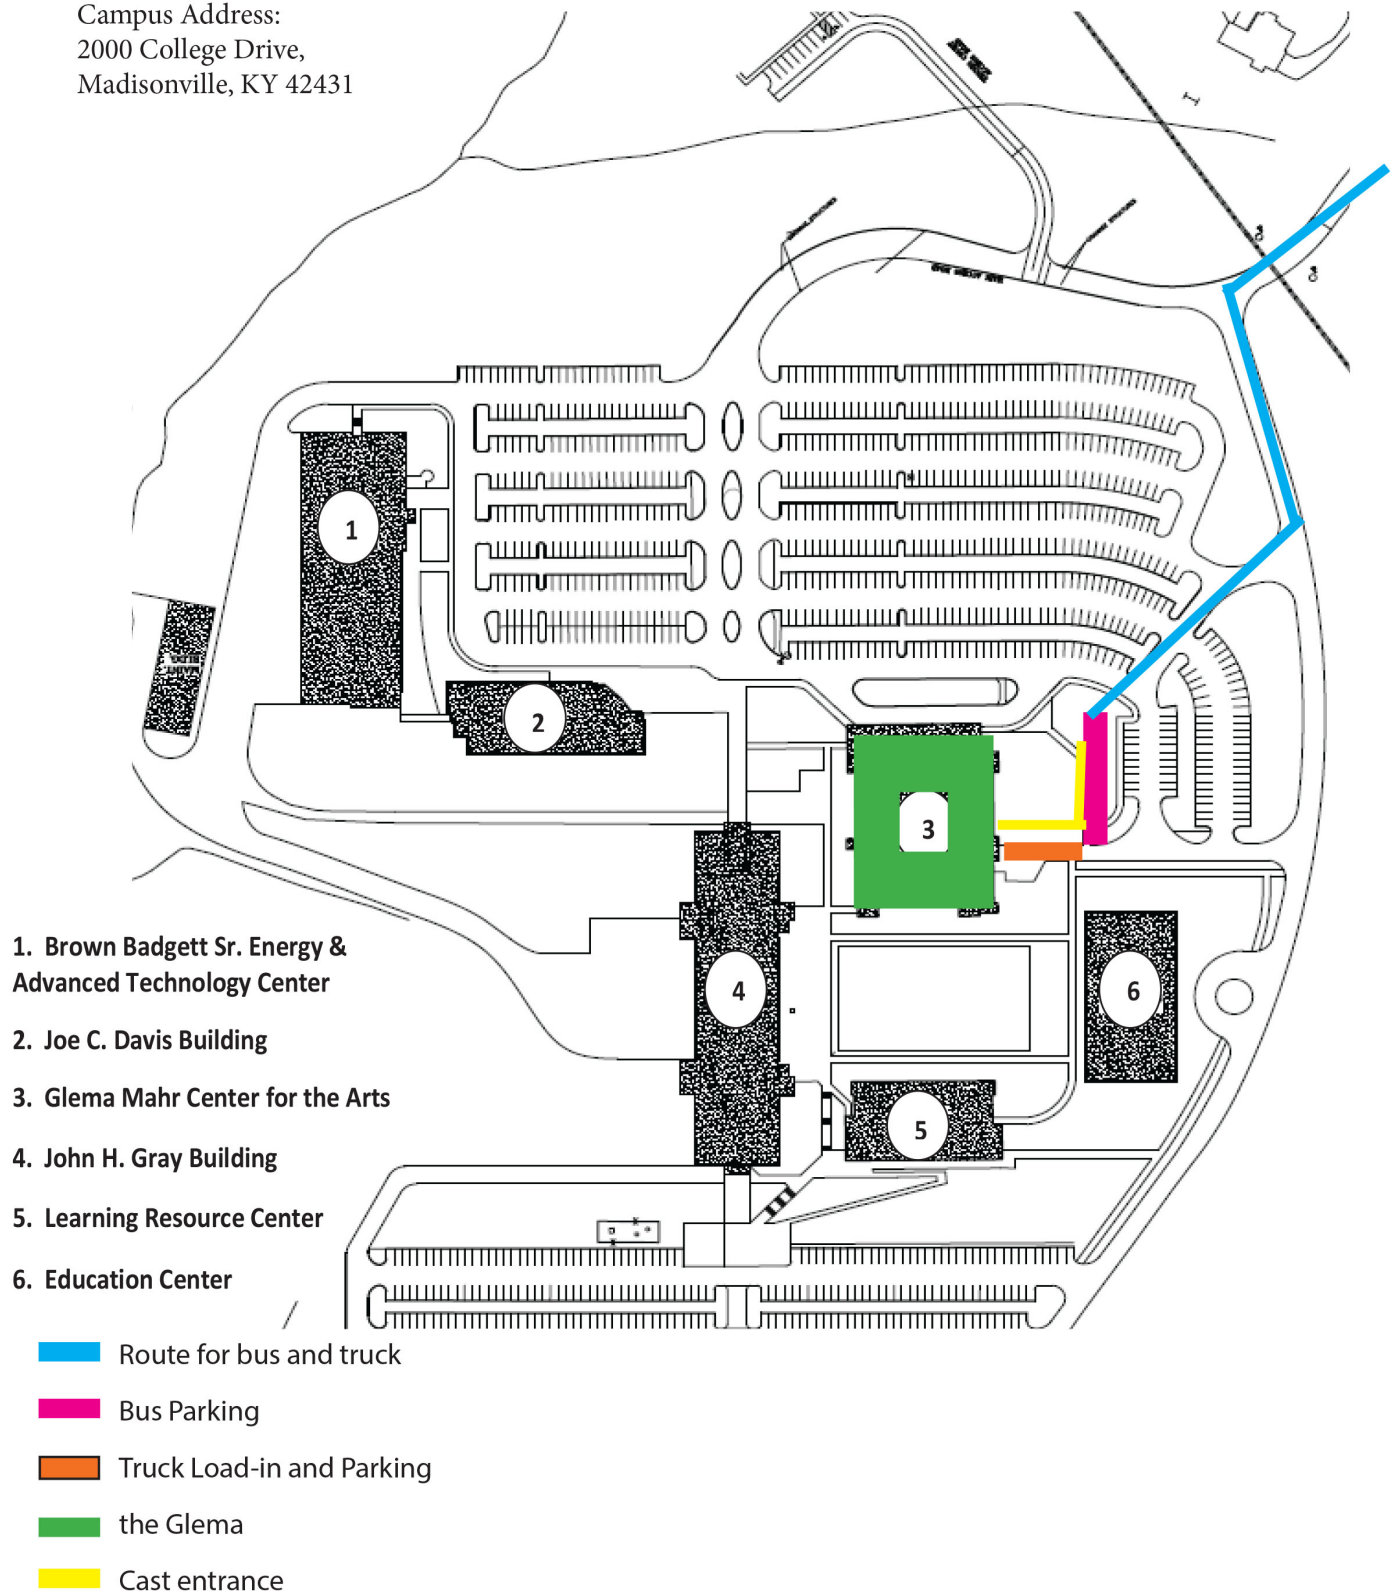 Campus Address:
2000 College Drive,
Madisonville, KY 42431
1
MAINT.
BLDG.
2
3
4
6
5
1. Brown Badgett Sr. Energy &
Advanced Technology Center
2. Joe C. Davis Building
3. Glema Mahr Center for the Arts
4. John H. Gray Building
5. Learning Resource Center
6. Education Center
Route for bus and truck
Bus Parking
Truck Load-in and Parking
the Glema
Cast entrance